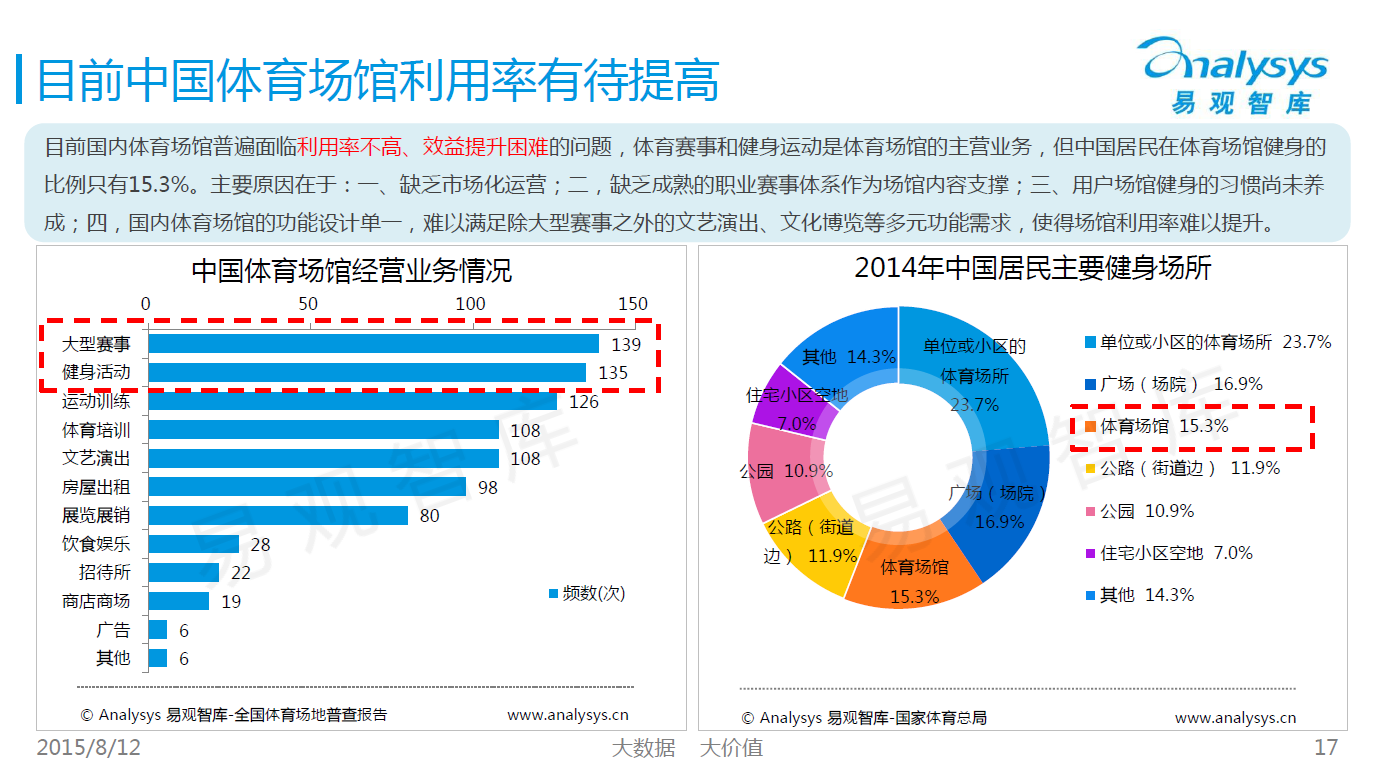 目前中国体育场馆利用率有待提高
analysys
易观智库
目前国内体育场馆普遍面临利用率不高、效益提升困难的问题，体育赛事和健身运动是体育场馆的主营业务，但中国居民在体育场馆健身的
比例只有15.3%。主要原因在于：一、缺乏市场化运营；二，缺乏成熟的职业赛事体系作为场馆内容支撑；三、用户场馆健身的习惯尚未养
成；四，国内体育场馆的功能设计单一，难以满足除大型赛事之外的文艺演出、文化博览等多元功能需求，使得场馆利用率难以提升。
中国体育场馆经营业务情况
0 50 100 150
大型赛事 139
健身活动 135
运动训练 126
体育培训 108
文艺演出 108
房屋出租 98
展览展销 80
饮食娱乐 28
招待所 22
商店商场 19
广告 6
其他 6
频数(次)
易观智库
© Analysys 易观智库-全国体育场地普查报告 www.analysys.cn
2014年中国居民主要健身场所
单位或小区的
体育场所
23.7%
广场（场院）
16.9%
体育场馆
15.3%
公路（街道
边） 11.9%
公园 10.9%
住宅小区空地
7.0%
其他 14.3%
单位或小区的体育场所 23.7%
广场（场院） 16.9%
体育场馆 15.3%
公路（街道边） 11.9%
公园 10.9%
住宅小区空地 7.0%
其他 14.3%
易观智库
© Analysys 易观智库-国家体育总局 www.analysys.cn
2015/8/12 大数据 大价值 17